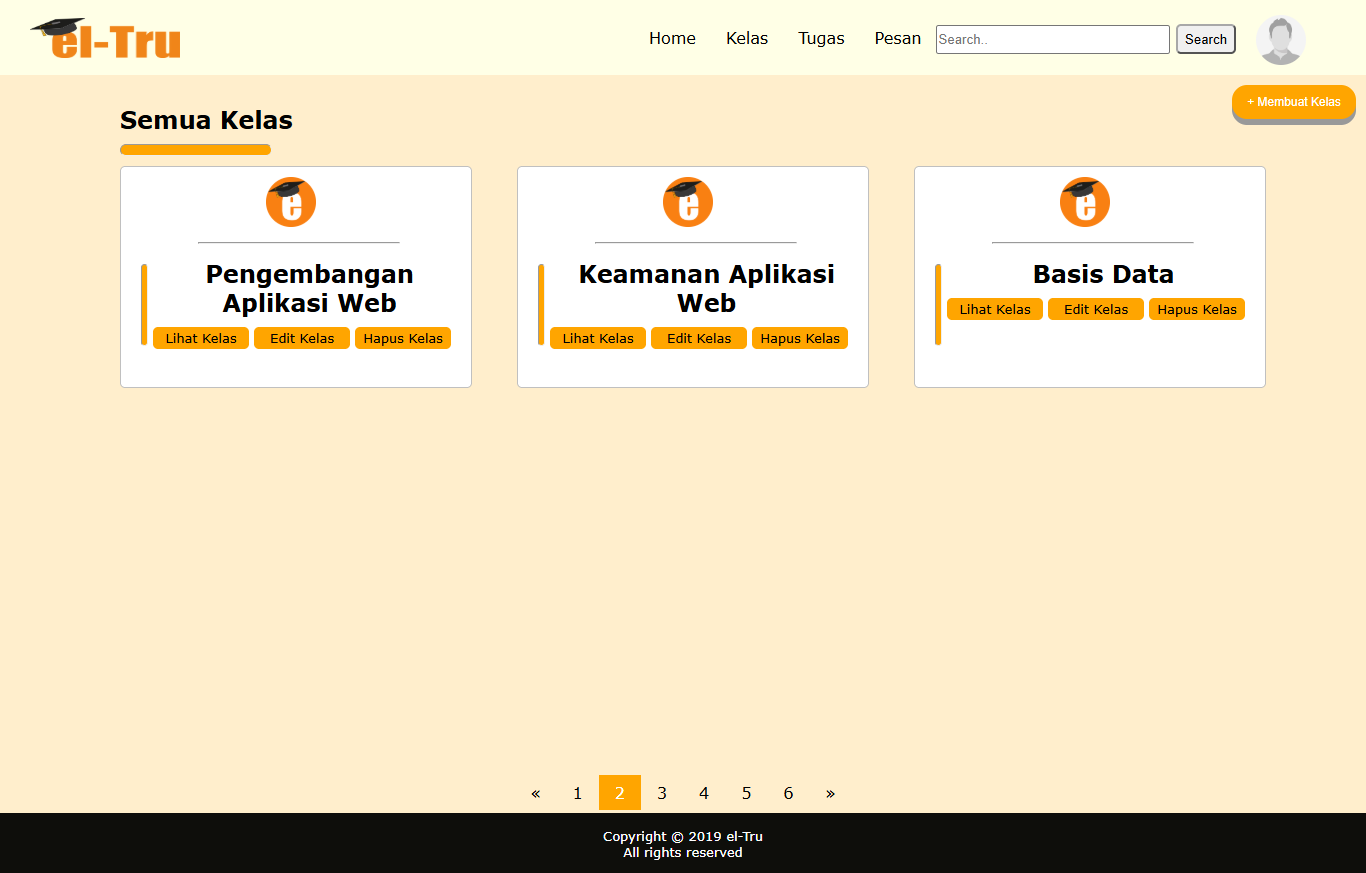 el-Tru
Home Kelas Tugas Pesan Search.. Search
+ Membuat Kelas
Semua Kelas
e e e
Pengembangan
Aplikasi Web
Lihat Kelas Edit Kelas Hapus Kelas
Keamanan Aplikasi
Web
Lihat Kelas Edit Kelas Hapus Kelas
Basis Data
Lihat Kelas Edit Kelas Hapus Kelas
« 1 2 3 4 5 6 »
Copyright © 2019 el-Tru
All rights reserved